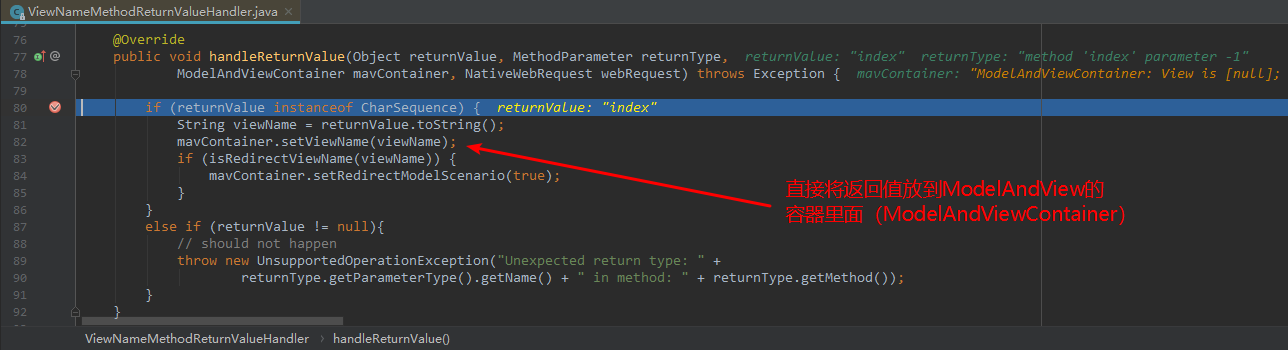 ViewNameMethodReturnValueHandler.java
76 @Override
77 public void handleReturnValue(Object returnValue, MethodParameter returnType, returnValue: "index" returnType: "method 'index' parameter -1"
78 ModelAndViewContainer mavContainer, NativeWebRequest webRequest) throws Exception { mavContainer: "ModelAndViewContainer: View is [null];
79
80 if (returnValue instanceof CharSequence) { returnValue: "index"
81 String viewName = returnValue.toString();
82 mavContainer.setViewName(viewName);
83 if (isRedirectViewName(viewName)) {
84 mavContainer.setRedirectModelScenario(true);
85 }
86 }
直接将返回值放到ModelAndView的
容器里面（ModelAndViewContainer）
87 else if (returnValue != null){
88 // should not happen
89 throw new UnsupportedOperationException("Unexpected return type: " +
90 returnType.getParameterType().getName() + " in method: " + returnType.getMethod());
91 }
92 }
ViewNameMethodReturnValueHandler › handleReturnValue()